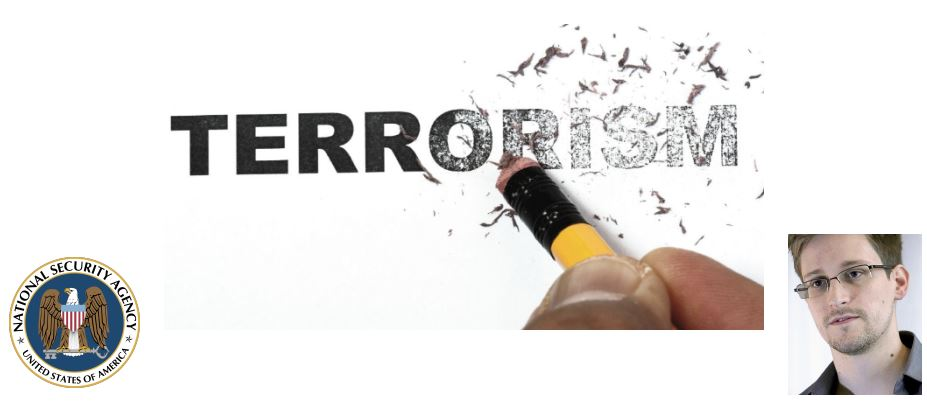 TERRORISM
NATIONAL SECURITY AGENCY
UNITED STATES OF AMERICA